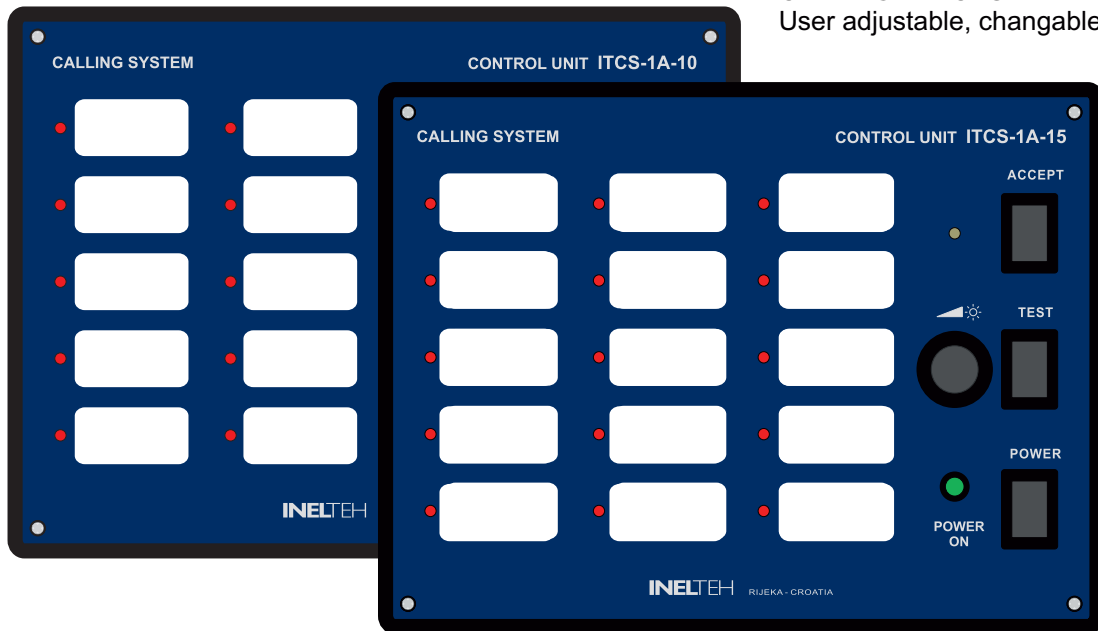 User adjustable, changable
CALLING SYSTEM
CONTROL UNIT ITCS-1A-10
INELTEH
CALLING SYSTEM
CONTROL UNIT ITCS-1A-15
ACCEPT
TEST
POWER
POWER
ON
INELTEH RIJEKA - CROATIA